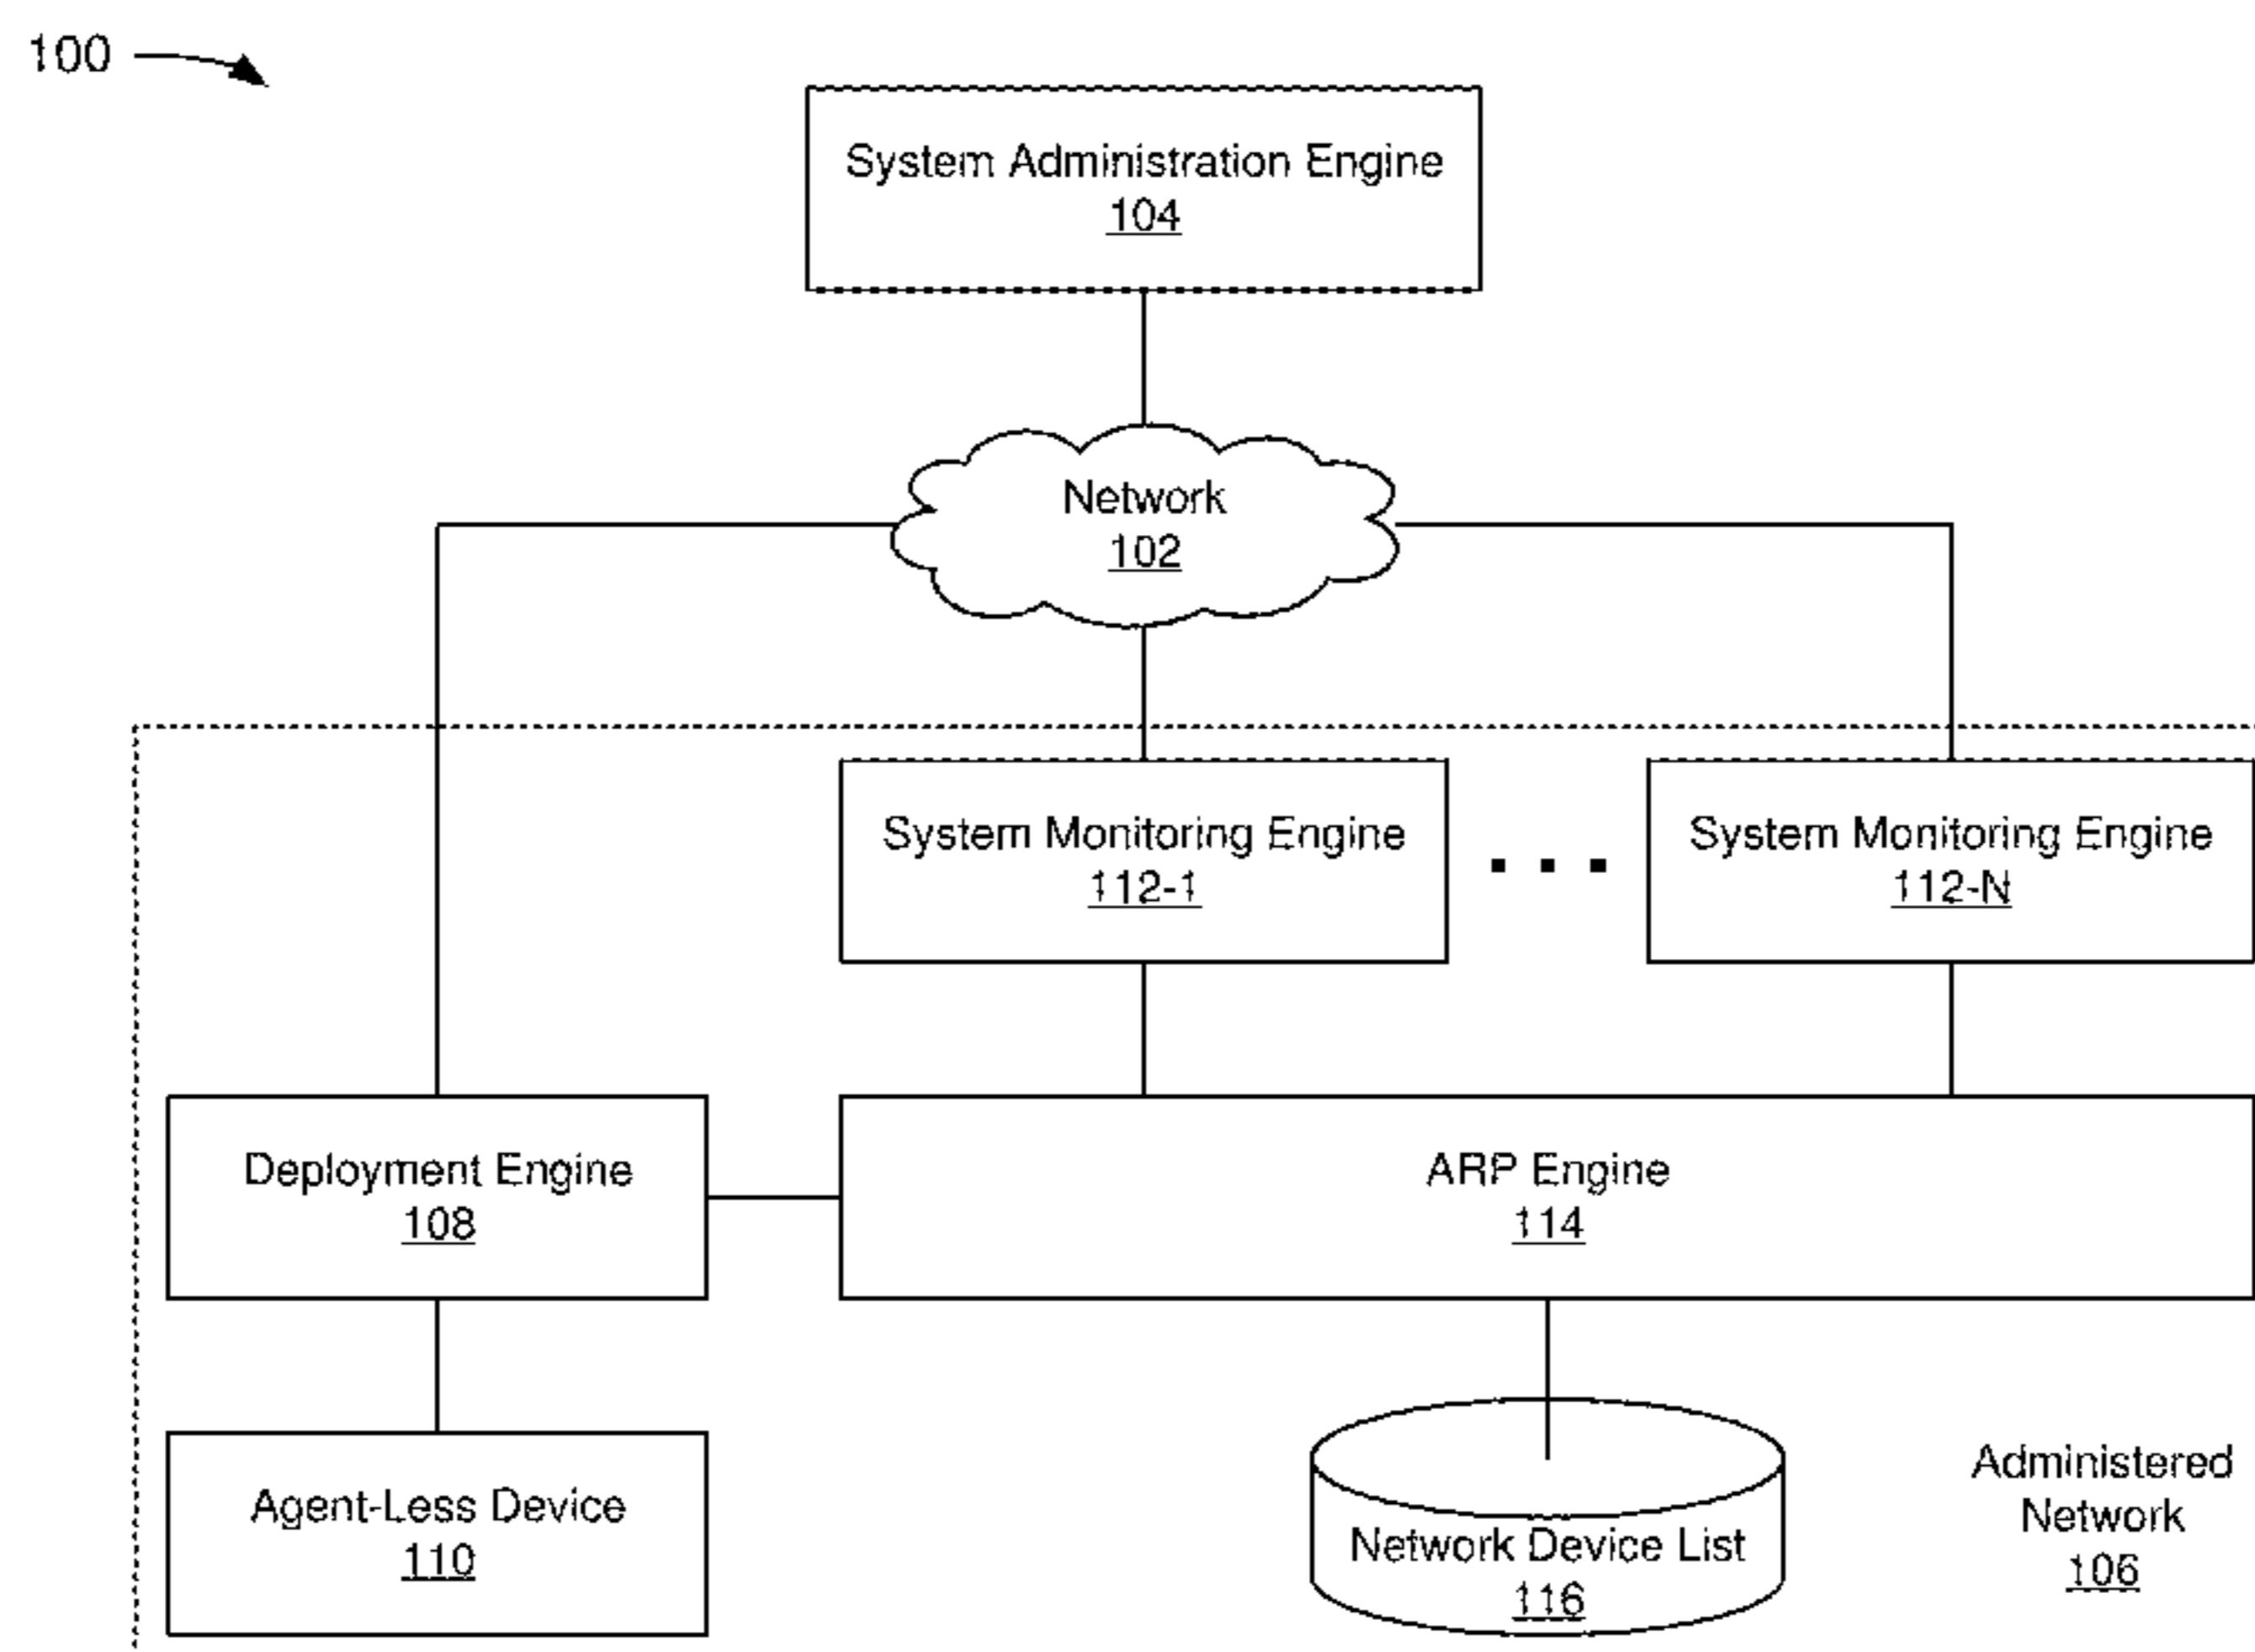 100
System Administration Engine
104
Network
102
System Monitoring Engine
112-1
System Monitoring Engine
112-N
Deployment Engine
108
ARP Engine
114
Agent-Less Device
110
Network Device List
116
Administered
Network
106